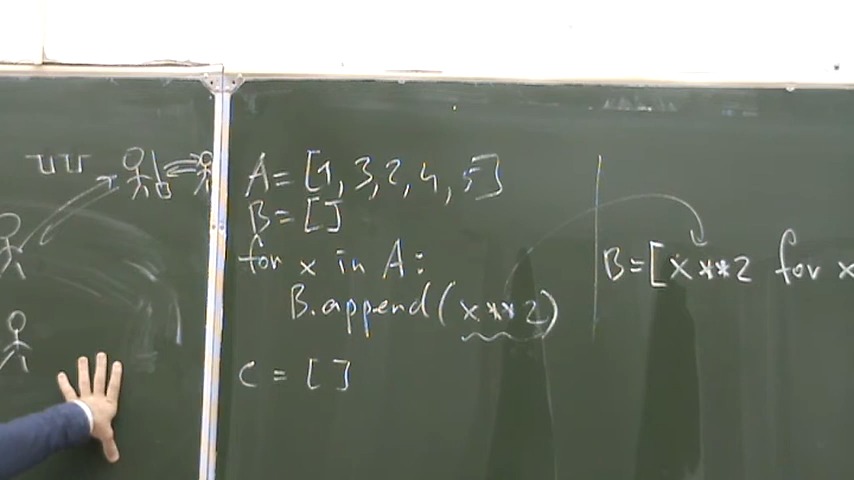 A = [1, 3, 2, 4, 5]
B = []
for x in A:
B.append(x**2)
C = []
B = [x**2 for x